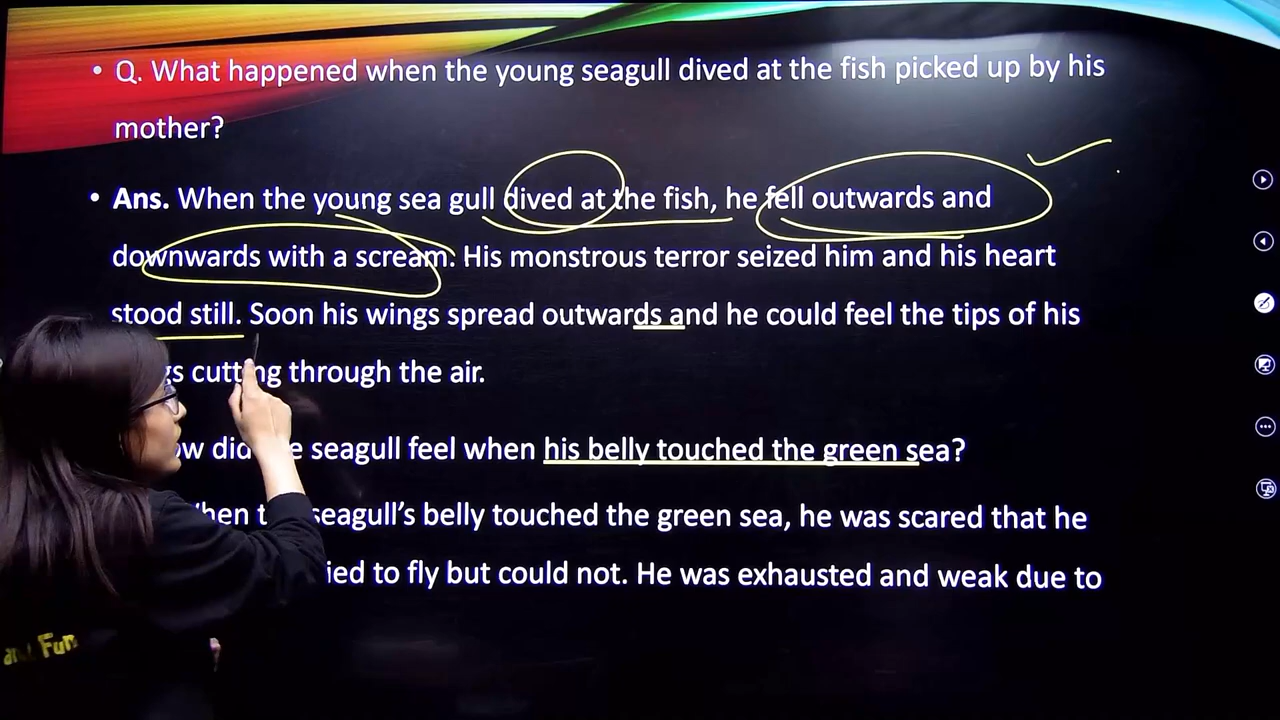 • Q. What happened when the young seagull dived at the fish picked up by his
mother?
• Ans. When the young sea gull dived at the fish, he fell outwards and
downwards with a scream. His monstrous terror seized him and his heart
stood still. Soon his wings spread outwards and he could feel the tips of his
cutting through the air.
did seagull feel when his belly touched the green sea?
seagull's belly touched the green sea, he was scared that he
to fly but could not. He was exhausted and weak due to
and Fun